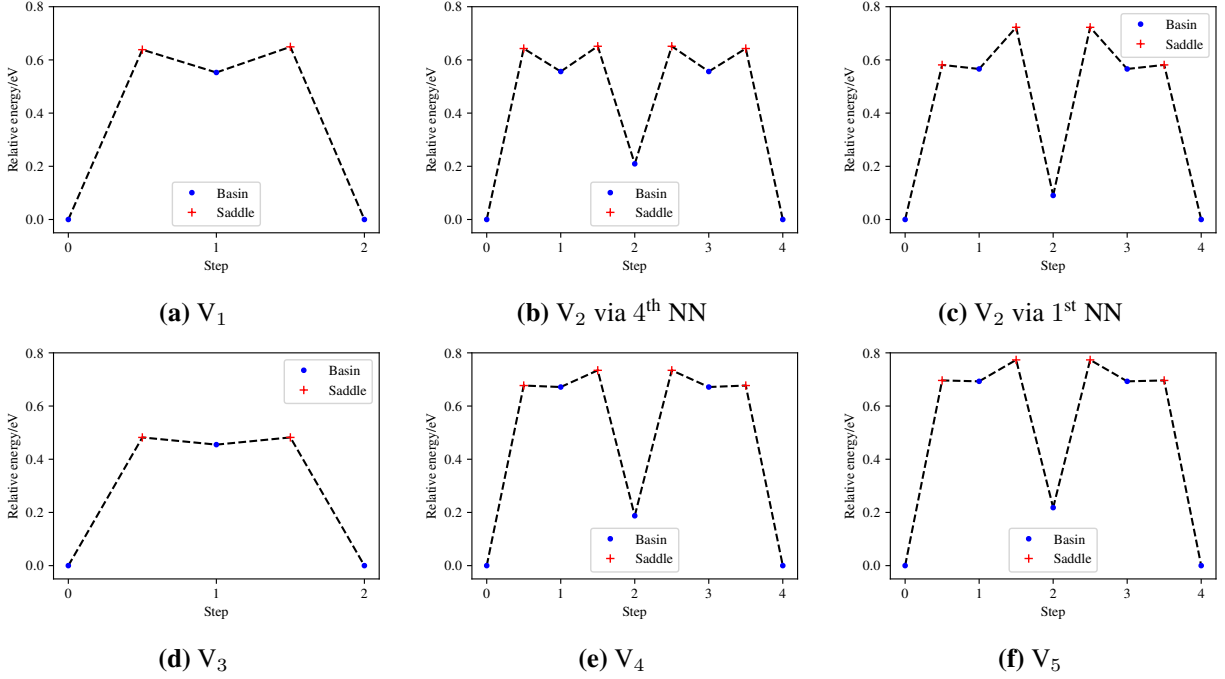 0.8
0.6
0.4
0.2
0.0
Relative energy/eV
Basin
Saddle
0
1
2
Step
(a) V₁
0.8
0.6
0.4
0.2
0.0
Relative energy/eV
Basin
Saddle
0
1
2
3
4
Step
(b) V₂ via 4ᵗʰ NN
0.8
0.6
0.4
0.2
0.0
Relative energy/eV
Basin
Saddle
0
1
2
3
4
Step
(c) V₂ via 1ˢᵗ NN
0.8
0.6
0.4
0.2
0.0
Relative energy/eV
Basin
Saddle
0
1
2
Step
(d) V₃
0.8
0.6
0.4
0.2
0.0
Relative energy/eV
Basin
Saddle
0
1
2
3
4
Step
(e) V₄
0.8
0.6
0.4
0.2
0.0
Relative energy/eV
Basin
Saddle
0
1
2
3
4
Step
(f) V₅